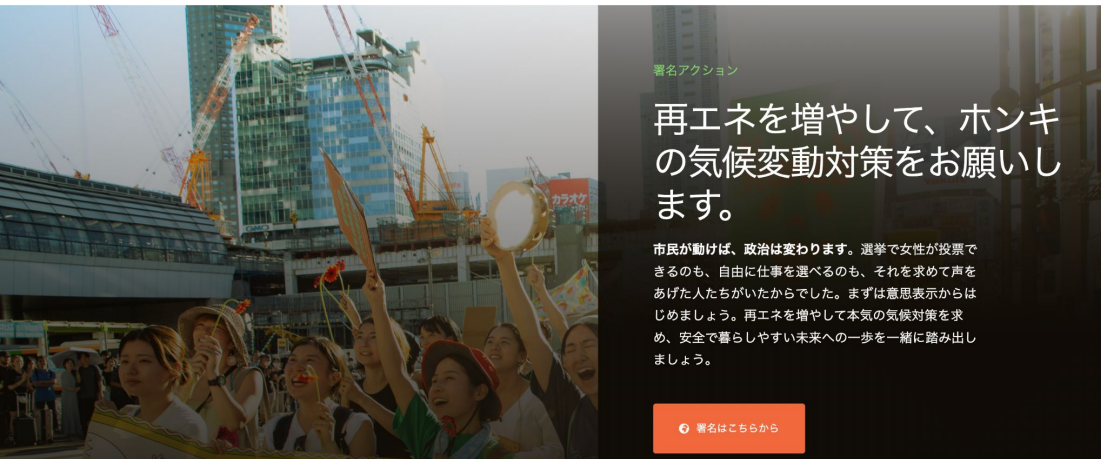 署名アクション
再エネを増やして、ホンキ
の気候変動対策をお願いし
ます。
市民が動けば、政治は変わります。選挙で女性が投票で
きるのも、自由に仕事を選べるのも、それを求めて声を
あげた人たちがいたからでした。まずは意思表示からは
じめましょう。再エネを増やして本気の気候対策を求
め、安全で暮らしやすい未来への一歩を一緒に踏み出し
ましょう。
署名はこちらから
カラオケ